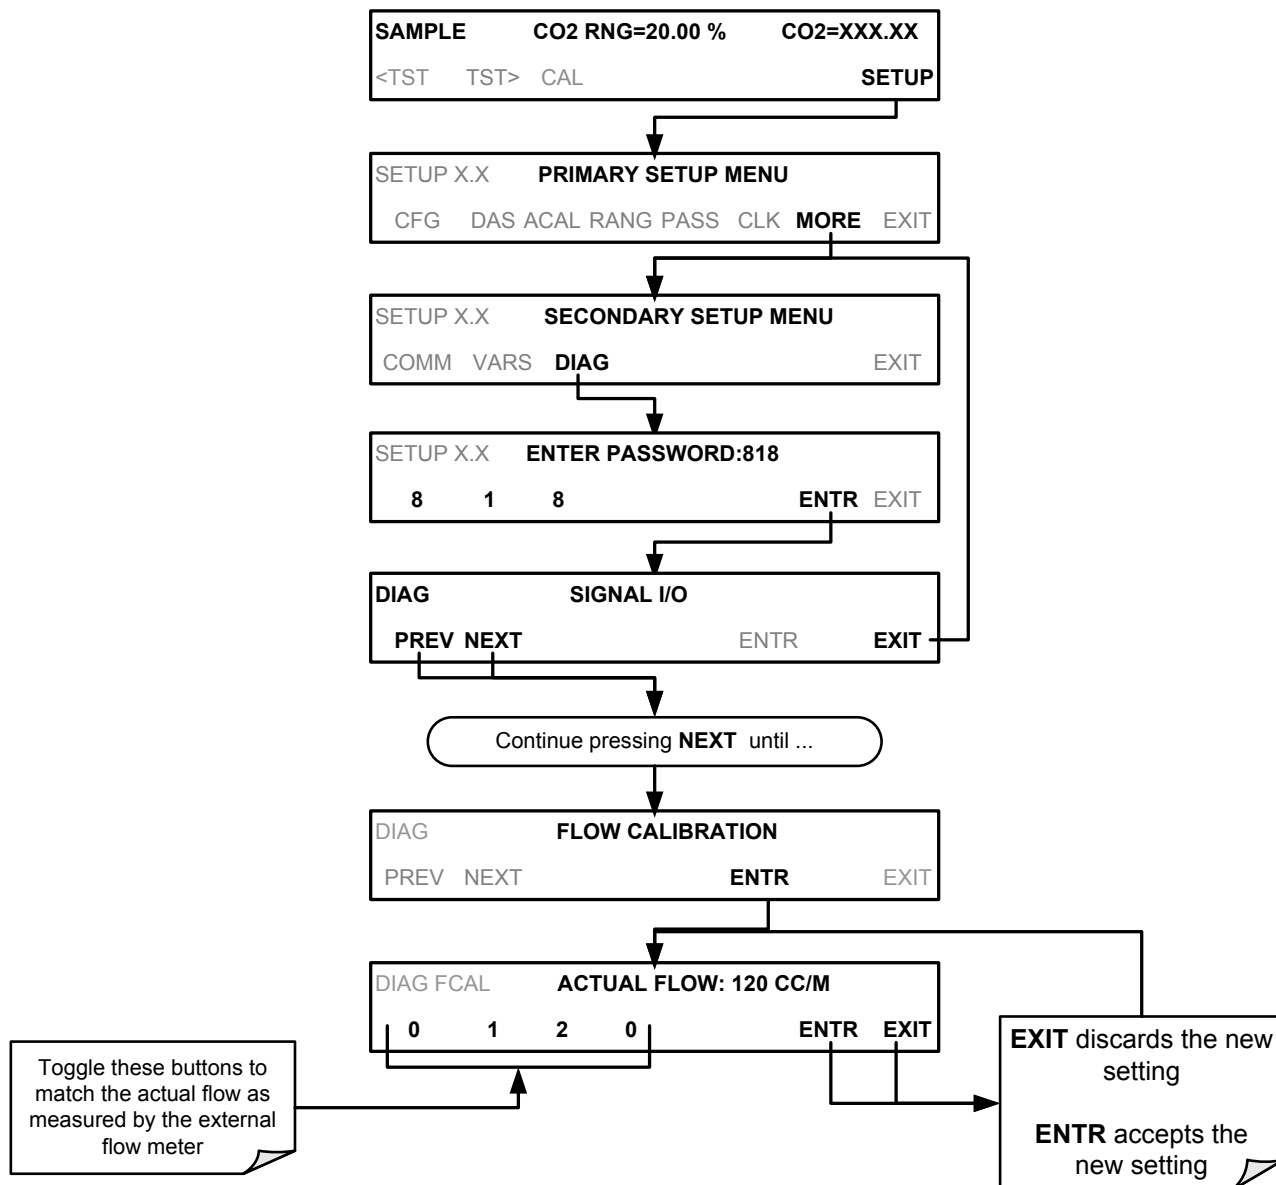 SAMPLE CO2 RNG=20.00 % CO2=XXX.XX
<TST TST> CAL SETUP
SETUP X.X PRIMARY SETUP MENU
CFG DAS ACAL RANG PASS CLK MORE EXIT
SETUP X.X SECONDARY SETUP MENU
COMM VARS DIAG EXIT
SETUP X.X ENTER PASSWORD:818
8 1 8 ENTR EXIT
DIAG SIGNAL I/O
PREV NEXT ENTR EXIT
Continue pressing NEXT until ...
DIAG FLOW CALIBRATION
PREV NEXT ENTR EXIT
DIAG FCAL ACTUAL FLOW: 120 CC/M
0 1 2 0 ENTR EXIT
Toggle these buttons to
match the actual flow as
measured by the external
flow meter
EXIT discards the new
setting
ENTR accepts the
new setting